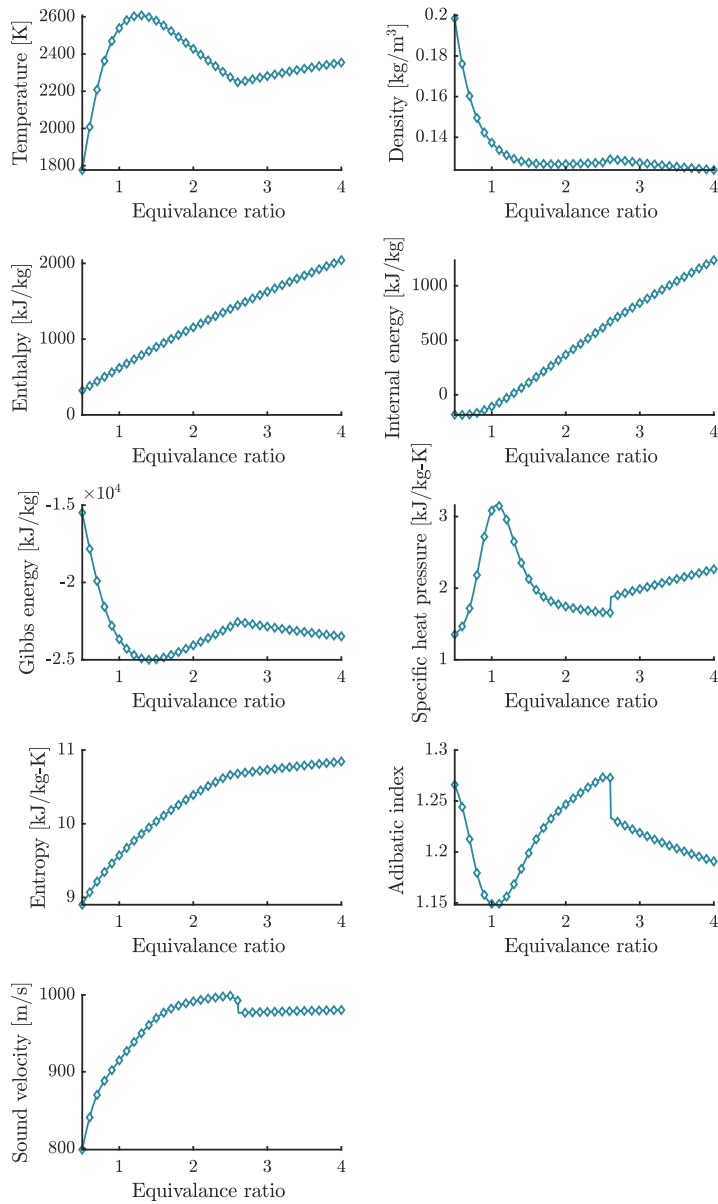 Temperature [K]
2600
2400
2200
2000
1800
1 2 3 4
Equivalance ratio
Density [kg/m³]
0.2
0.18
0.16
0.14
1 2 3 4
Equivalance ratio
Enthalpy [kJ/kg]
2000
1000
0
1 2 3 4
Equivalance ratio
Internal energy [kJ/kg]
1000
500
0
1 2 3 4
Equivalance ratio
Gibbs energy [kJ/kg]
×10⁴
-1.5
-2
-2.5
1 2 3 4
Equivalance ratio
Specific heat pressure [kJ/kg-K]
3
2
1
1 2 3 4
Equivalance ratio
Entropy [kJ/kg-K]
11
10
9
1 2 3 4
Equivalance ratio
Adibatic index
1.3
1.25
1.2
1.15
1 2 3 4
Equivalance ratio
Sound velocity [m/s]
1000
900
800
1 2 3 4
Equivalance ratio